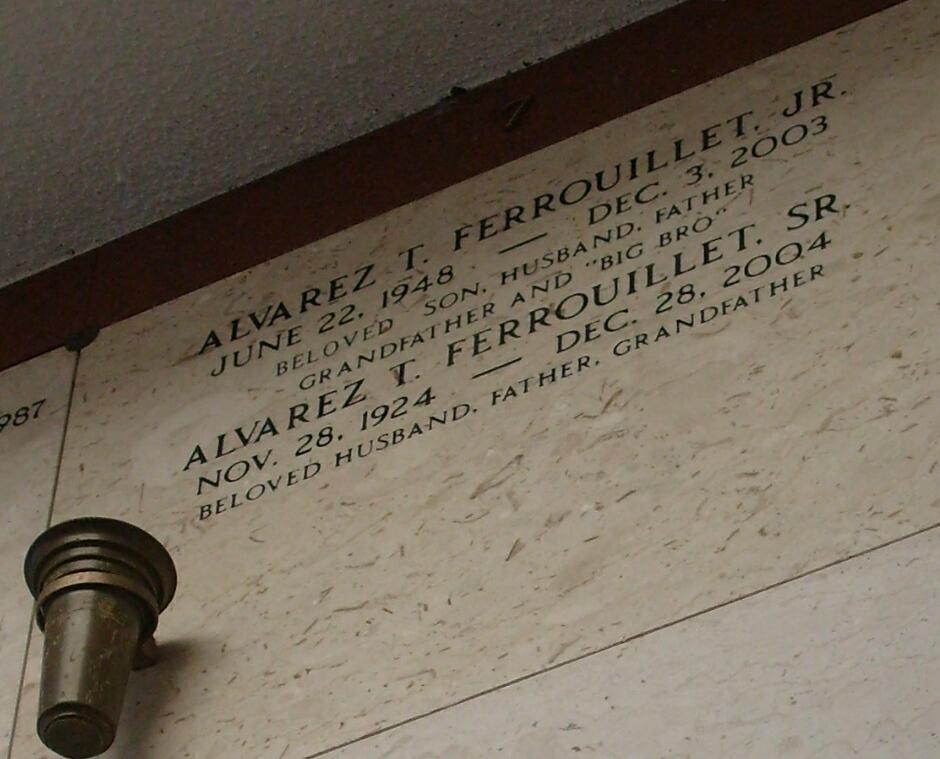 7
ALVAREZ T. FERROUILLET, JR.
JUNE 22, 1948 — DEC. 3, 2003
BELOVED SON, HUSBAND, FATHER
GRANDFATHER AND "BIG BRO"
ALVAREZ T. FERROUILLET, SR.
NOV. 28, 1924 — DEC. 28, 2004
BELOVED HUSBAND, FATHER, GRANDFATHER
987